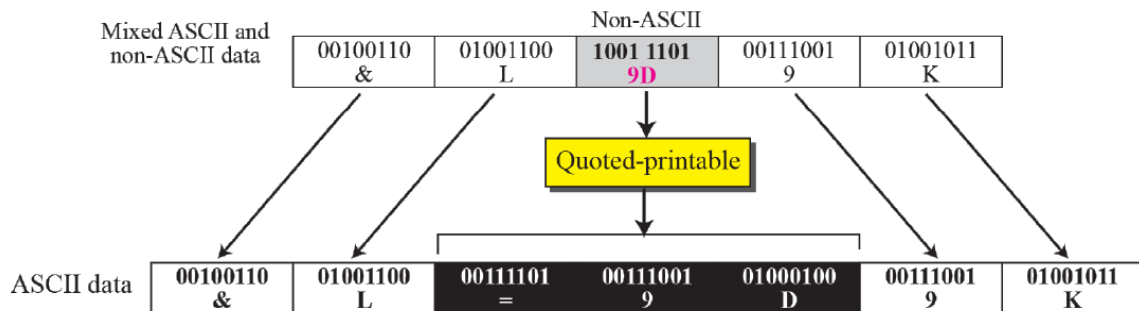 Non-ASCII
Mixed ASCII and
non-ASCII data
00100110 01001100 1001 1101 00111001 01001011
& L 9D 9 K
Quoted-printable
ASCII data
00100110 01001100 00111101 00111001 01000100 00111001 01001011
& L = 9 D 9 K